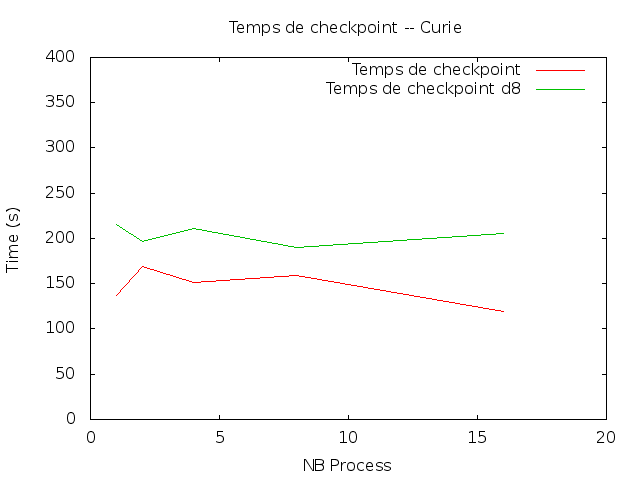 Temps de checkpoint -- Curie
400
350
300
250
200
150
100
50
0
Time (s)
Temps de checkpoint
Temps de checkpoint d8
0 5 10 15 20
NB Process